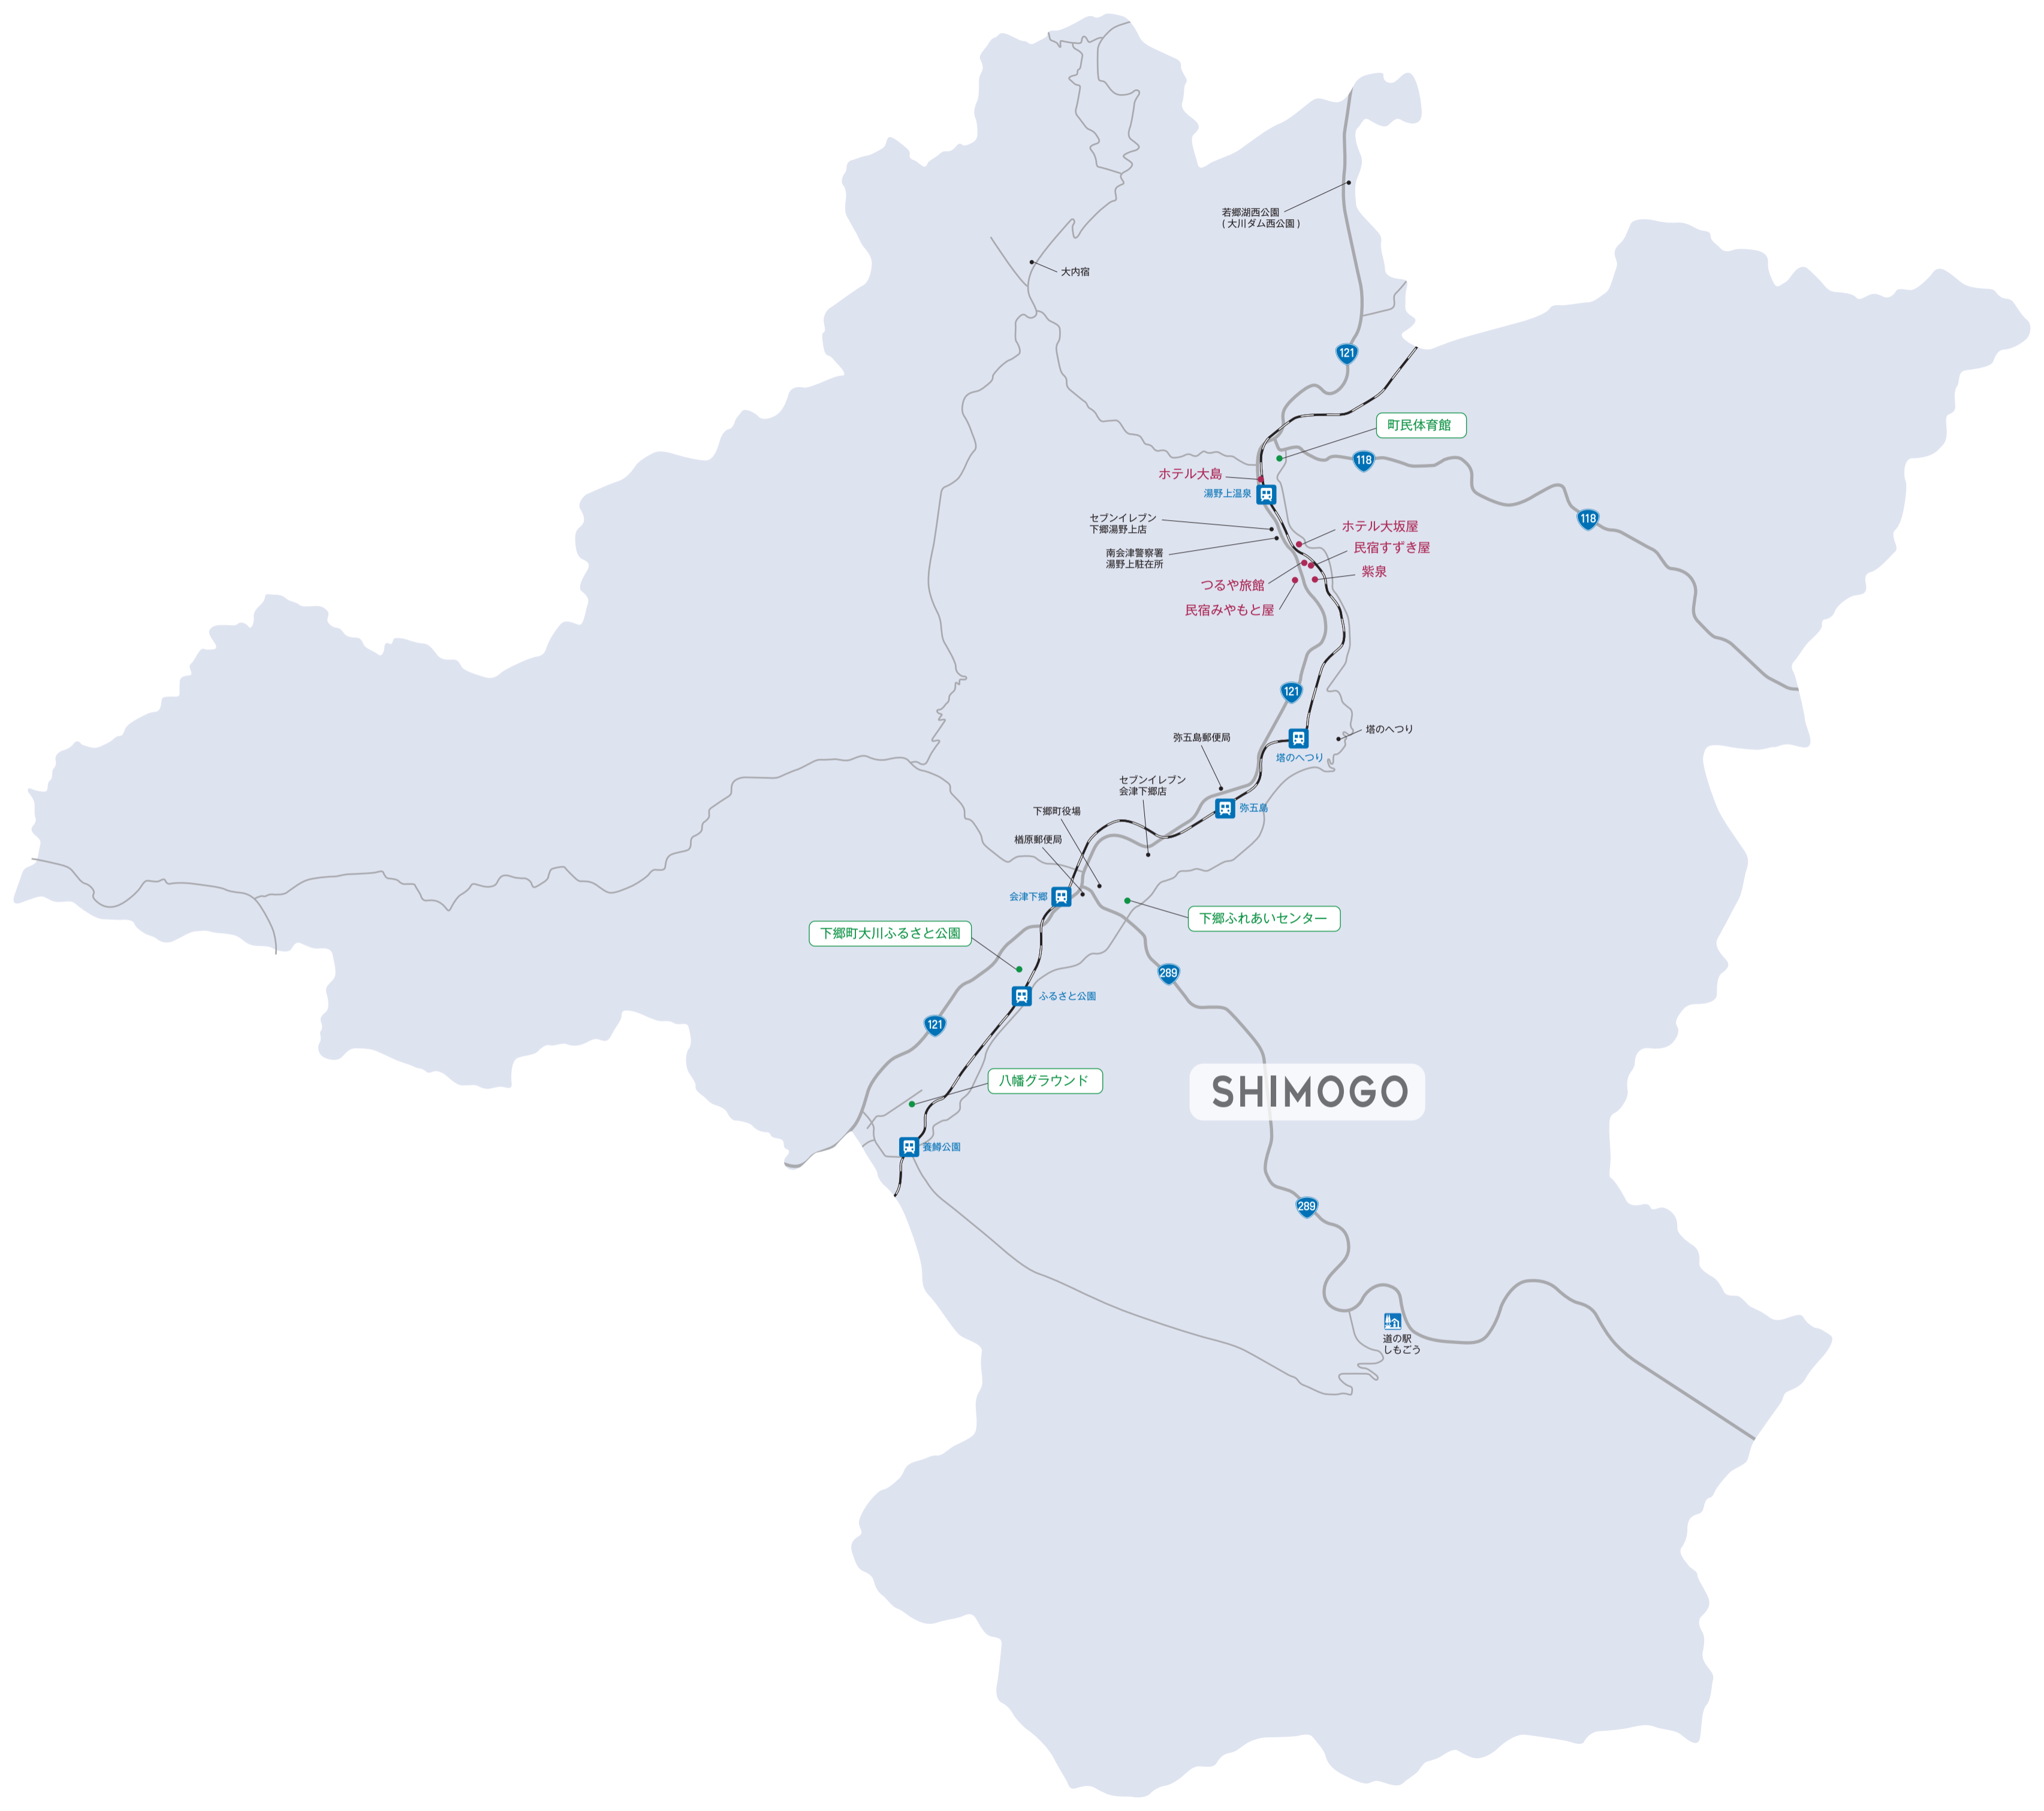 若郷湖西公園
( 大川ダム西公園 )
大内宿
121
町民体育館
118
ホテル大島
湯野上温泉
セブンイレブン
下郷湯野上店
118
ホテル大坂屋
南会津警察署
湯野上駐在所
民宿すずき屋
紫泉
つるや旅館
民宿みやもと屋
121
塔のへつり
弥五島郵便局
塔のへつり
セブンイレブン
会津下郷店
弥五島
下郷町役場
楢原郵便局
会津下郷
下郷ふれあいセンター
下郷町大川ふるさと公園
289
ふるさと公園
121
八幡グラウンド
SHIMOGO
養鱒公園
289
道の駅
しもごう